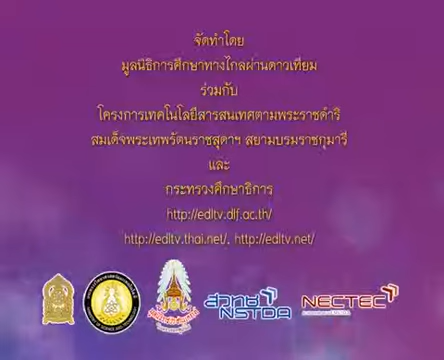 จัดทำโดย
มูลนิธิการศึกษาทางไกลผ่านดาวเทียม
ร่วมกับ
โครงการเทคโนโลยีสารสนเทศตามพระราชดำริ
สมเด็จพระเทพรัตนราชสุดาฯ สยามบรมราชกุมารี
และ
กระทรวงศึกษาธิการ
http://edltv.dlf.ac.th/
http://edltv.thai.net/, http://edltv.net/
สวทช
NSTDA
NECTEC